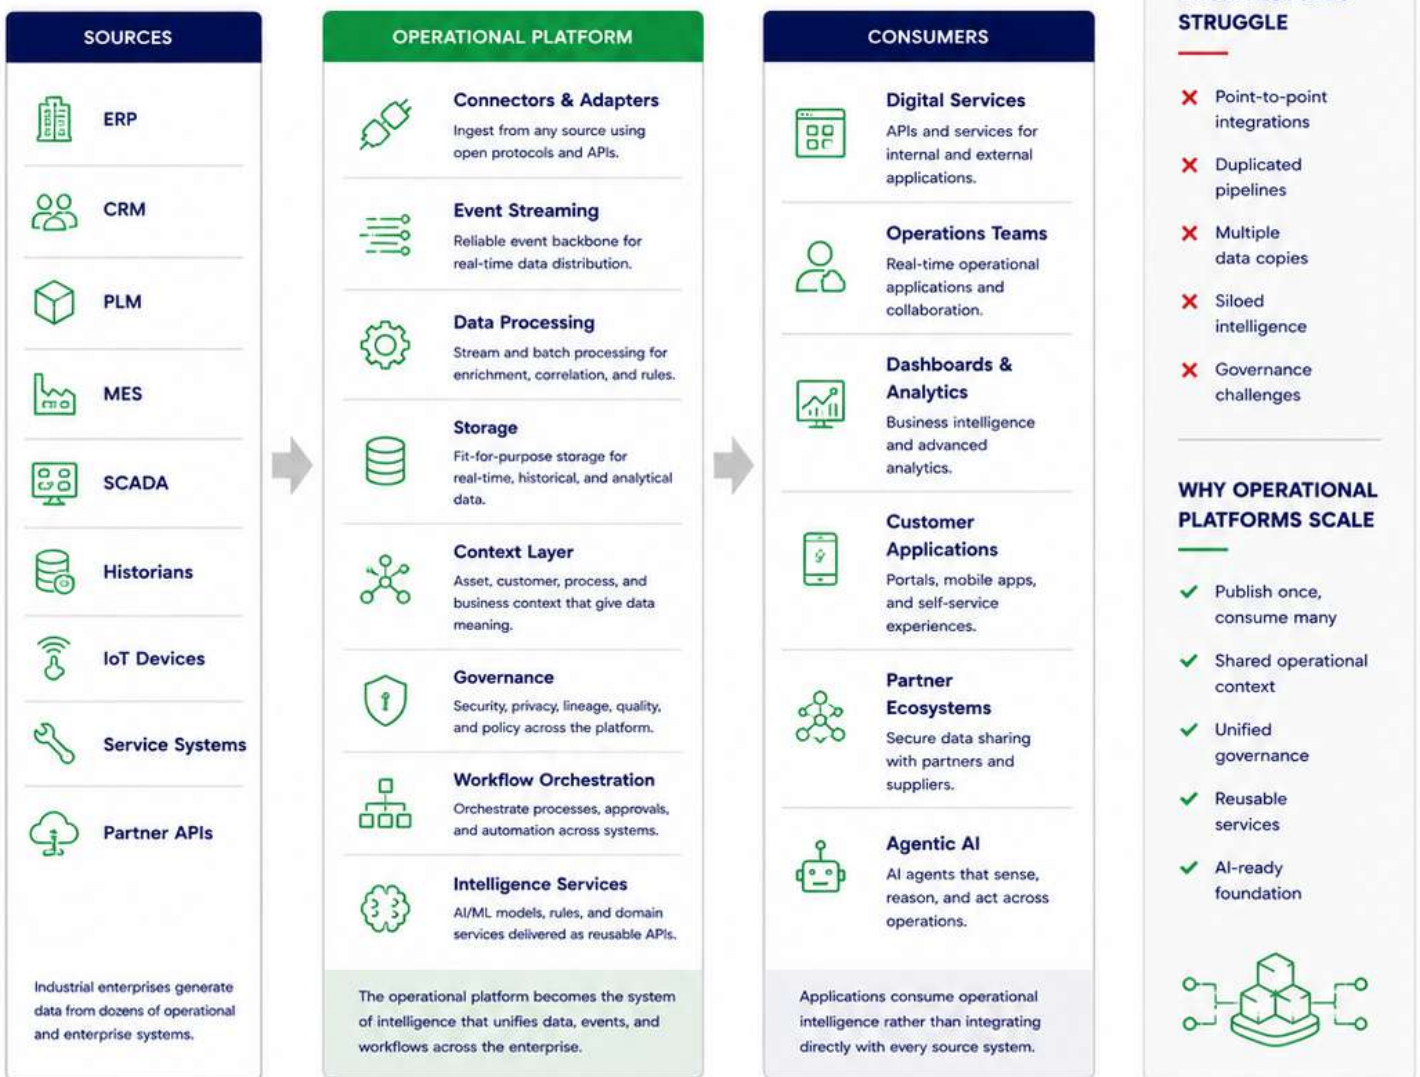 SOURCES
ERP
CRM
PLM
MES
SCADA
Historians
IoT Devices
Service Systems
Partner APIs
Industrial enterprises generate
data from dozens of operational
and enterprise systems.
OPERATIONAL PLATFORM
Connectors & Adapters
Ingest from any source using
open protocols and APIs.
Event Streaming
Reliable event backbone for
real-time data distribution.
Data Processing
Stream and batch processing for
enrichment, correlation, and rules.
Storage
Fit-for-purpose storage for
real-time, historical, and analytical
data.
Context Layer
Asset, customer, process, and
business context that give data
meaning.
Governance
Security, privacy, lineage, quality,
and policy across the platform.
Workflow Orchestration
Orchestrate processes, approvals,
and automation across systems.
Intelligence Services
AI/ML models, rules, and domain
services delivered as reusable APIs.
The operational platform becomes the system
of intelligence that unifies data, events, and
workflows across the enterprise.
CONSUMERS
Digital Services
APIs and services for
internal and external
applications.
Operations Teams
Real-time operational
applications and
collaboration.
Dashboards &
Analytics
Business intelligence
and advanced
analytics.
Customer
Applications
Portals, mobile apps,
and self-service
experiences.
Partner
Ecosystems
Secure data sharing
with partners and
suppliers.
Agentic AI
AI agents that sense,
reason, and act across
operations.
Applications consume operational
intelligence rather than integrating
directly with every source system.
STRUGGLE
Point-to-point
integrations
Duplicated
pipelines
Multiple
data copies
Siloed
intelligence
Governance
challenges
WHY OPERATIONAL
PLATFORMS SCALE
Publish once,
consume many
Shared operational
context
Unified
governance
Reusable
services
AI-ready
foundation